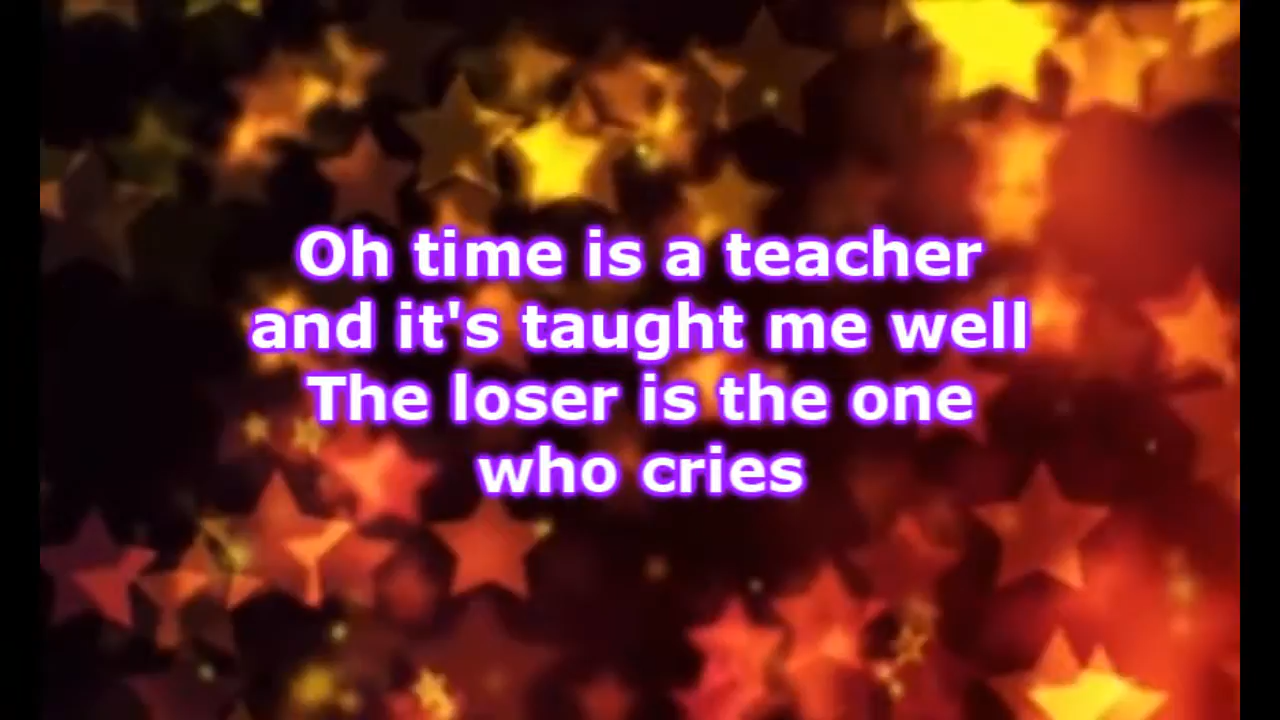 Oh time is a teacher
and it's taught me well
The loser is the one
who cries